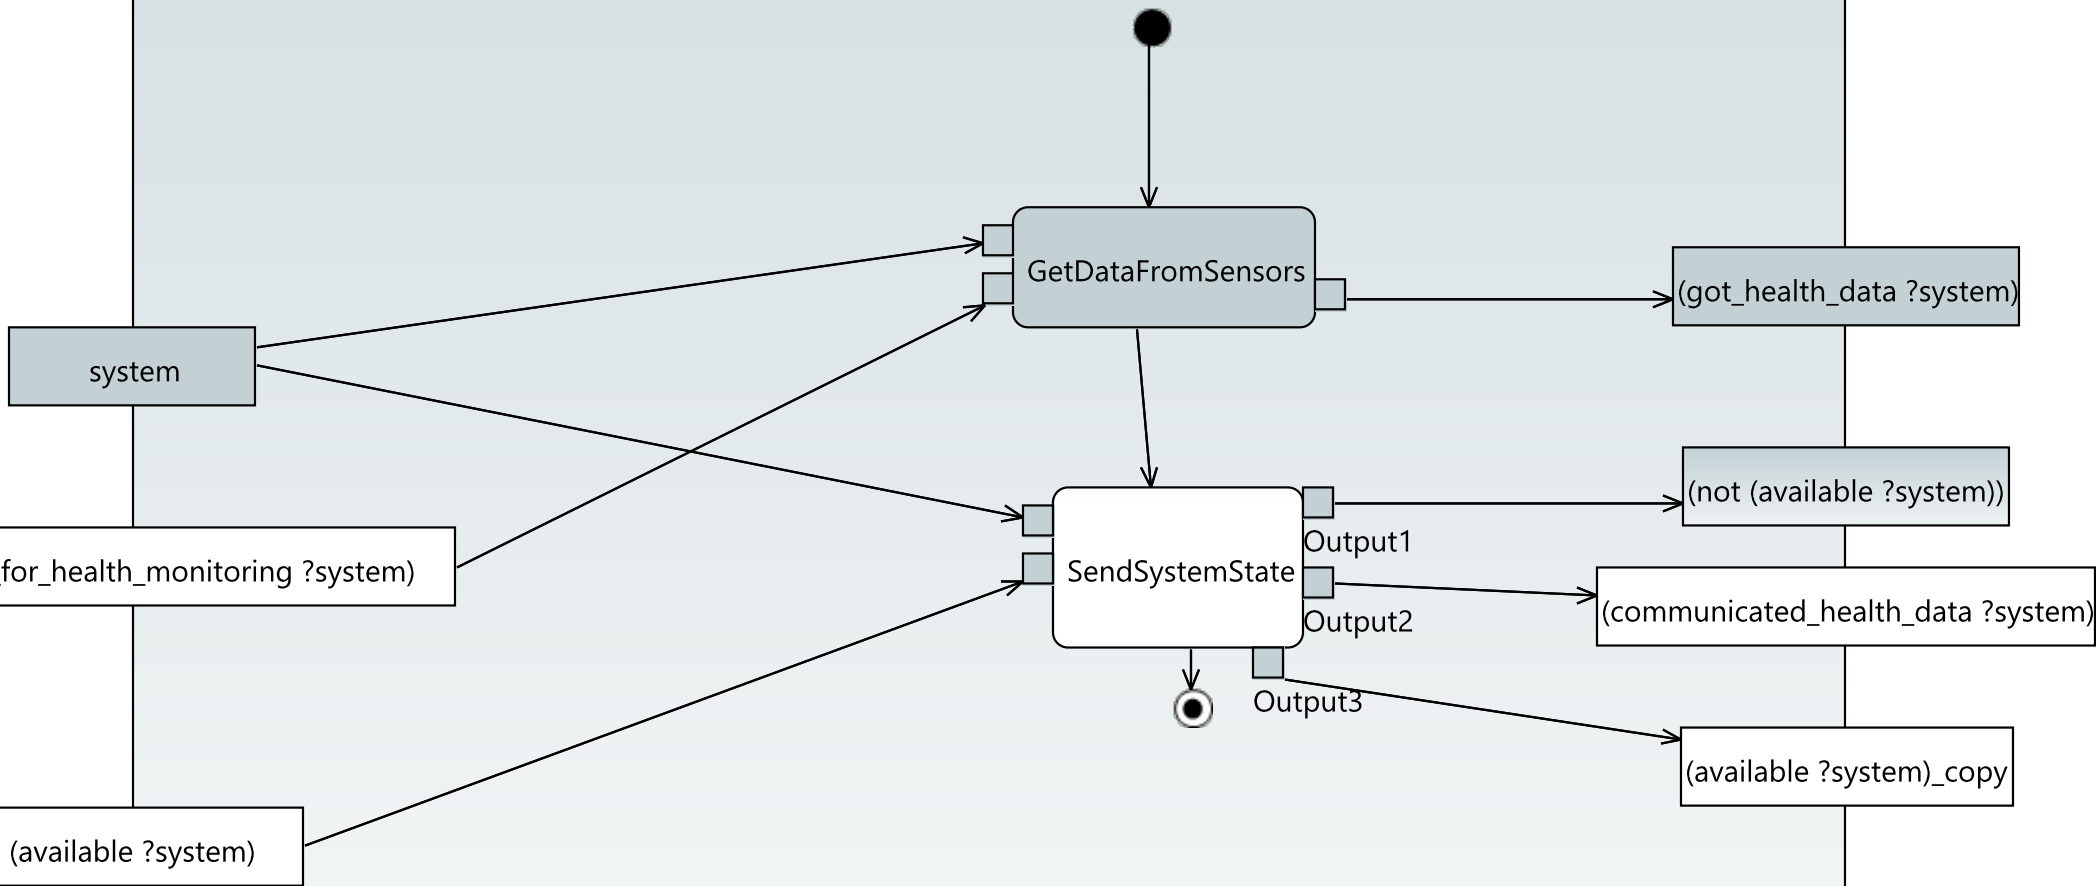 GetDataFromSensors
(got_health_data ?system)
system
(not (available ?system))
Output1
_for_health_monitoring ?system)
SendSystemState
(communicated_health_data ?system)
Output2
Output3
(available ?system)_copy
(available ?system)